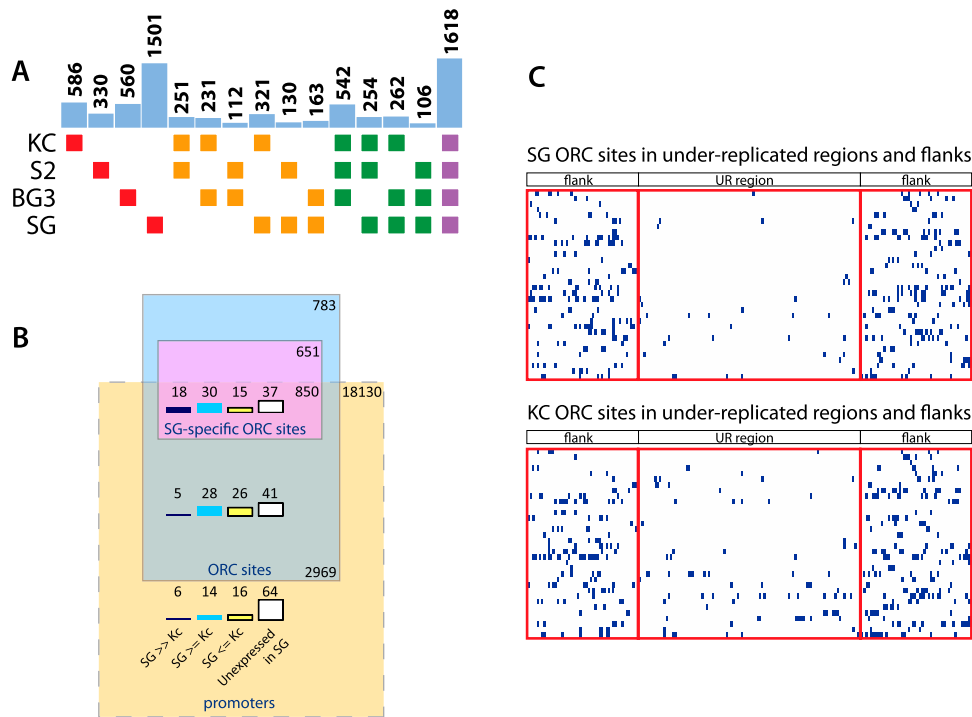 A
586 330 560 1501 251 231 112 321 130 163 542 254 262 106 1618
KC
S2
BG3
SG
B
783
651
18 30 15 37 850 18130
SG-specific ORC sites
5 28 26 41
ORC sites 2969
6 14 16 64
SG >> Kc
SG >= Kc
SG <= Kc
Unexpressed
in SG
promoters
C
SG ORC sites in under-replicated regions and flanks
flank UR region flank
KC ORC sites in under-replicated regions and flanks
flank UR region flank